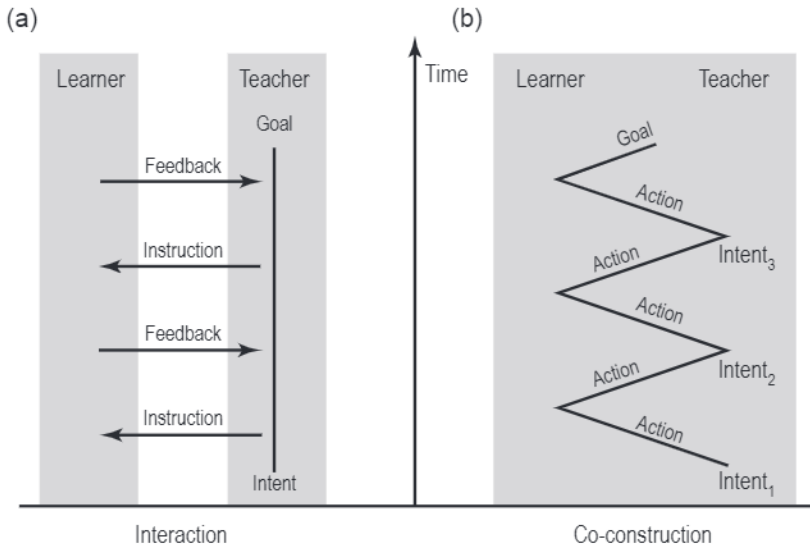 (a)
Learner
Teacher
Goal
Feedback
Instruction
Feedback
Instruction
Intent
Interaction
Time
(b)
Learner
Teacher
Goal
Action
Intent₃
Action
Action
Intent₂
Action
Action
Intent₁
Co-construction